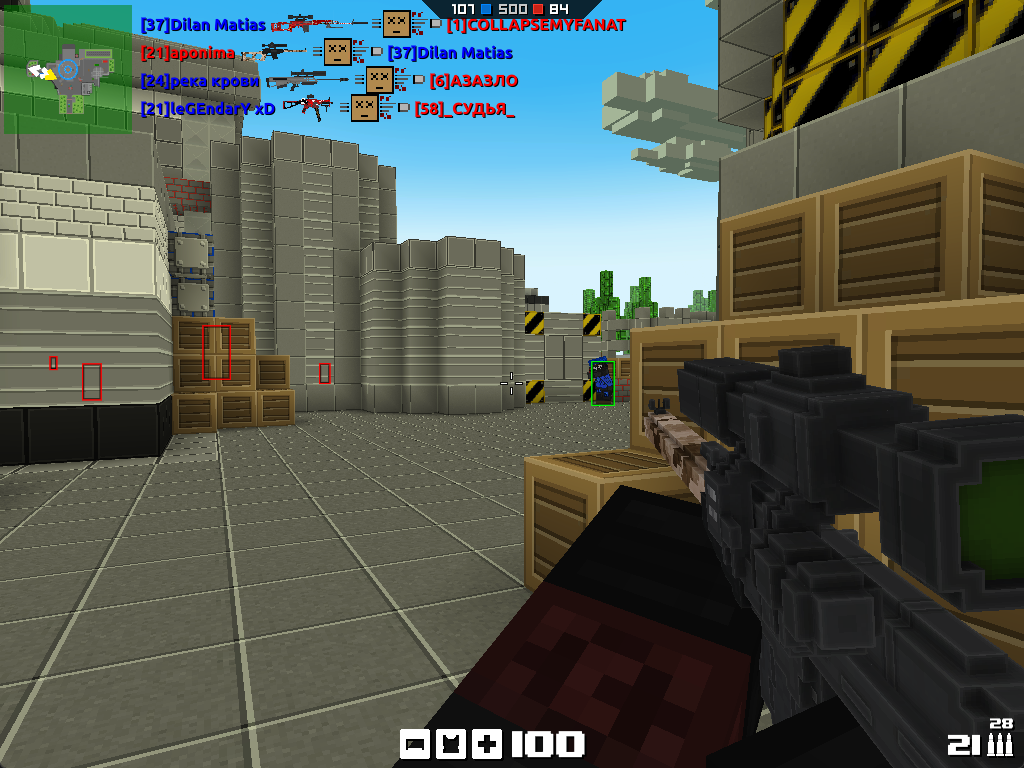 107 500 84
[37]Dilan Matias [1]COLLAPSEMYFANAT
[21]aponima [37]Dilan Matias
[24]река крови [6]АЗАЗЛО
[21]leGEndarY xD [58]_СУДЬЯ_
28
100 21